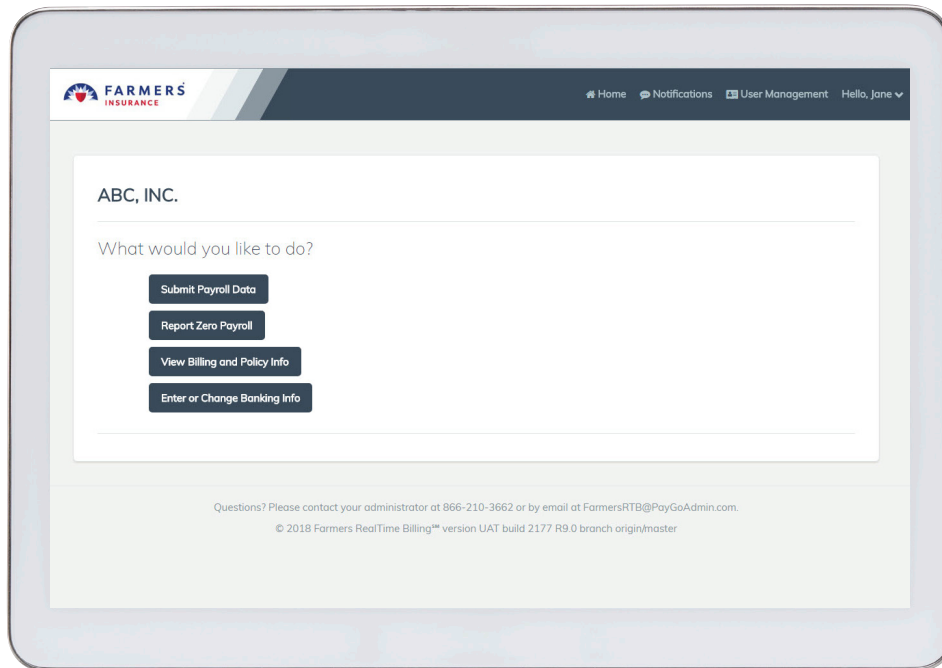 FARMERS
INSURANCE
Home Notifications User Management Hello, Jane
ABC, INC.
What would you like to do?
Submit Payroll Data
Report Zero Payroll
View Billing and Policy Info
Enter or Change Banking Info
Questions? Please contact your administrator at 866-210-3662 or by email at FarmersRTB@PayGoAdmin.com.
© 2018 Farmers RealTime Billing℠ version UAT build 2177 R9.0 branch origin/master